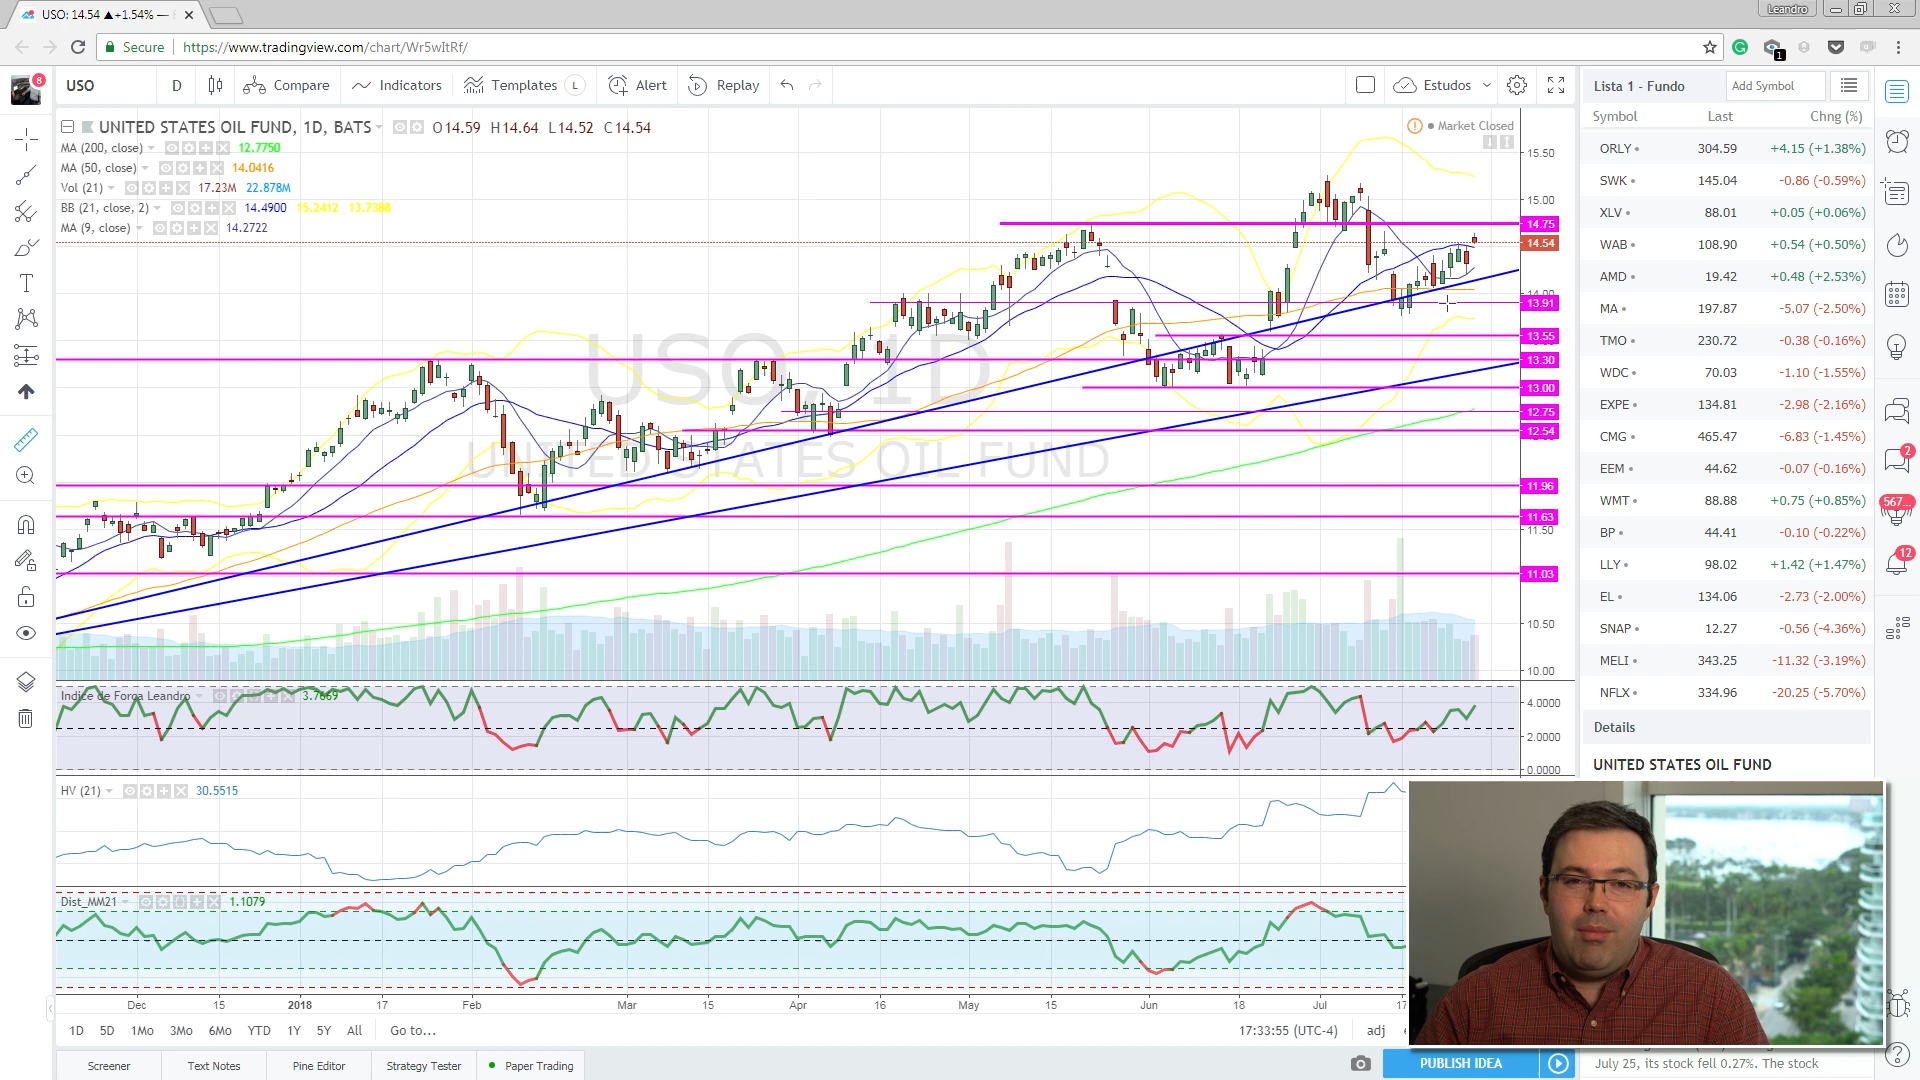 USO: 14.54 ▲+1.54% —
Leandro
Secure https://www.tradingview.com/chart/Wr5wItRf/
1
8
USO D Compare Indicators Templates L Alert Replay Estudos
Lista 1 - Fundo Add Symbol
UNITED STATES OIL FUND, 1D, BATS O14.59 H14.64 L14.52 C14.54
Market Closed
MA (200, close) 12.7750
MA (50, close) 14.0416
Vol (21) 17.23M 22.878M
BB (21, close, 2) 14.4900 15.2412 13.7388
MA (9, close) 14.2722
USO, 1D
UNITED STATES OIL FUND
15.50
15.00
14.75
14.54
14.00
13.91
13.55
13.30
13.00
12.75
12.54
11.96
11.63
11.50
11.03
10.50
10.00
Indice de Força Leandro 3.7669
4.0000
2.0000
0.0000
HV (21) 30.5515
Dist_MM21 1.1079
Dec 15 2018 17 Feb Mar 15 Apr 16 May 15 Jun 18 Jul 17
1D 5D 1Mo 3Mo 6Mo YTD 1Y 5Y All Go to...
17:33:55 (UTC-4) adj
Screener Text Notes Pine Editor Strategy Tester Paper Trading
PUBLISH IDEA
Symbol Last Chng (%)
ORLY 304.59 +4.15 (+1.38%)
SWK 145.04 -0.86 (-0.59%)
XLV 88.01 +0.05 (+0.06%)
WAB 108.90 +0.54 (+0.50%)
AMD 19.42 +0.48 (+2.53%)
MA 197.87 -5.07 (-2.50%)
TMO 230.72 -0.38 (-0.16%)
WDC 70.03 -1.10 (-1.55%)
EXPE 134.81 -2.98 (-2.16%)
CMG 465.47 -6.83 (-1.45%)
EEM 44.62 -0.07 (-0.16%)
WMT 88.88 +0.75 (+0.85%)
BP 44.41 -0.10 (-0.22%)
LLY 98.02 +1.42 (+1.47%)
EL 134.06 -2.73 (-2.00%)
SNAP 12.27 -0.56 (-4.36%)
MELI 343.25 -11.32 (-3.19%)
NFLX 334.96 -20.25 (-5.70%)
Details
UNITED STATES OIL FUND
July 25, its stock fell 0.27%. The stock
2
567...
12